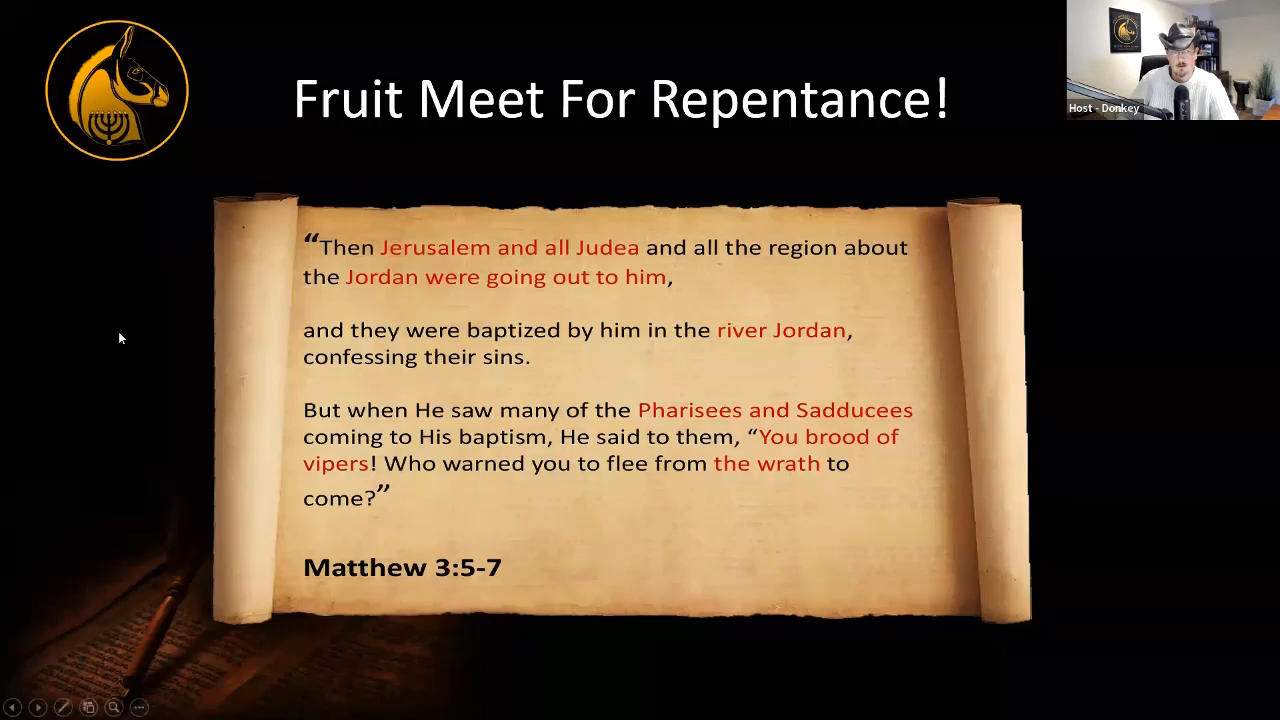 Fruit Meet For Repentance!
Host - Donkey
“Then Jerusalem and all Judea and all the region about
the Jordan were going out to him,
and they were baptized by him in the river Jordan,
confessing their sins.
But when He saw many of the Pharisees and Sadducees
coming to His baptism, He said to them, “You brood of
vipers! Who warned you to flee from the wrath to
come?”
Matthew 3:5-7